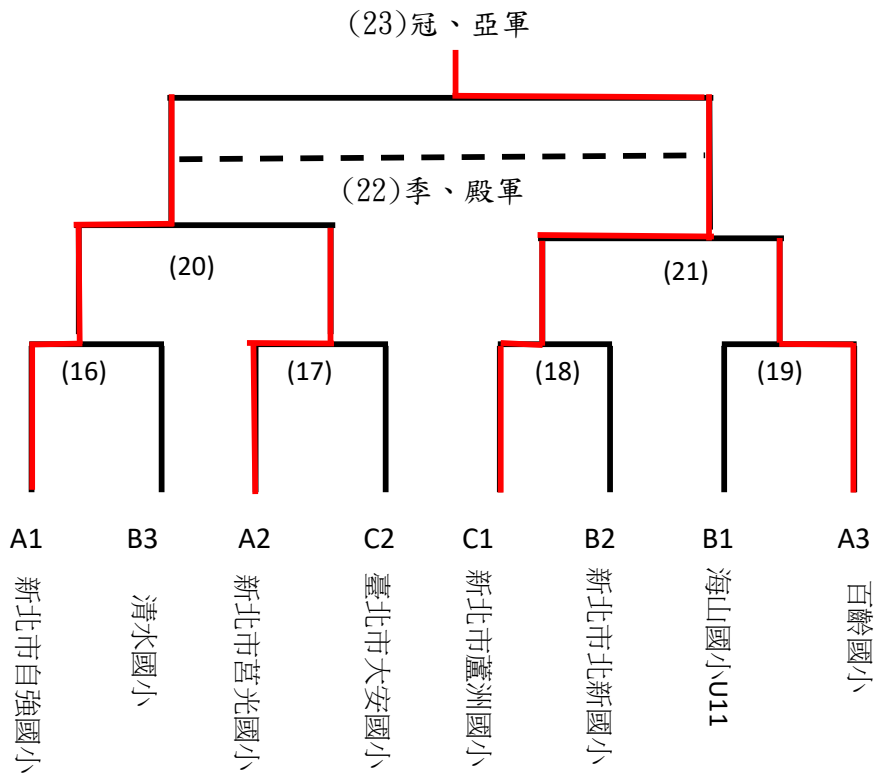 (23)冠、亞軍
(22)季、殿軍
(20)
(21)
(16)
(17)
(18)
(19)
A1
B3
A2
C2
C1
B2
B1
A3
新北市自強國小
清水國小
新北市莒光國小
臺北市大安國小
新北市蘆洲國小
新北市北新國小
海山國小U11
百齡國小